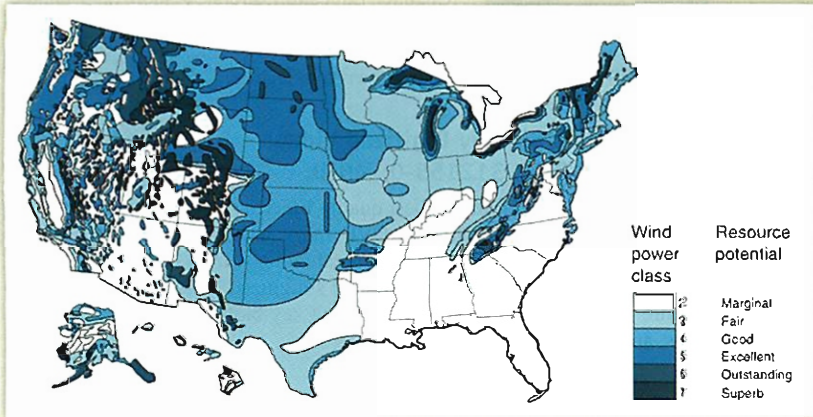 Wind Resource
power potential
class
2 Marginal
3 Fair
4 Good
5 Excellent
6 Outstanding
7 Superb